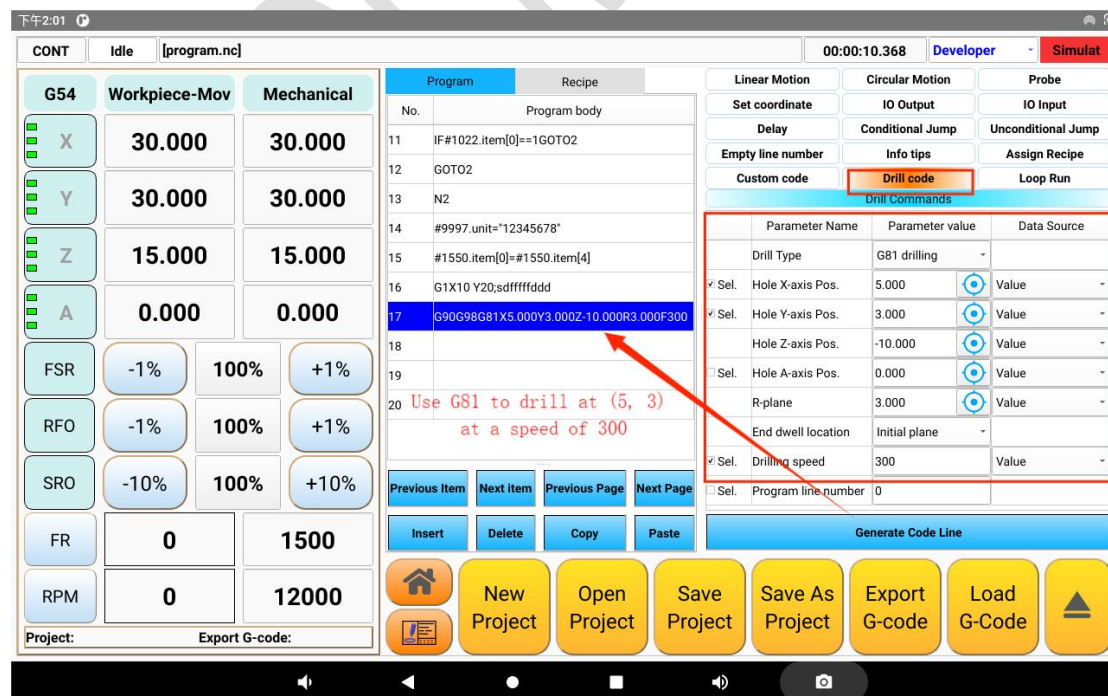 下午2:01
CONT Idle [program.nc] 00:00:10.368 Developer Simulat
G54 Workpiece-Mov Mechanical
X 30.000 30.000
Y 30.000 30.000
Z 15.000 15.000
A 0.000 0.000
FSR -1% 100% +1%
RFO -1% 100% +1%
SRO -10% 100% +10%
FR 0 1500
RPM 0 12000
Project: Export G-code:
Program Recipe
No. Program body
11 IF#1022.item[0]==1GOTO2
12 GOTO2
13 N2
14 #9997.unit="12345678"
15 #1550.item[0]=#1550.item[4]
16 G1X10 Y20;sdfffffddd
17 G90G98G81X5.000Y3.000Z-10.000R3.000F300
18
19
20
Use G81 to drill at (5, 3)
at a speed of 300
Previous Item Next item Previous Page Next Page
Insert Delete Copy Paste
Linear Motion Circular Motion Probe
Set coordinate IO Output IO Input
Delay Conditional Jump Unconditional Jump
Empty line number Info tips Assign Recipe
Custom code Drill code Loop Run
Drill Commands
Parameter Name Parameter value Data Source
Drill Type G81 drilling
Sel. Hole X-axis Pos. 5.000 Value
Sel. Hole Y-axis Pos. 3.000 Value
Hole Z-axis Pos. -10.000 Value
Sel. Hole A-axis Pos. 0.000 Value
R-plane 3.000 Value
End dwell location Initial plane
Sel. Drilling speed 300 Value
Sel. Program line number 0
Generate Code Line
New Project Open Project Save Project Save As Project Export G-code Load G-Code